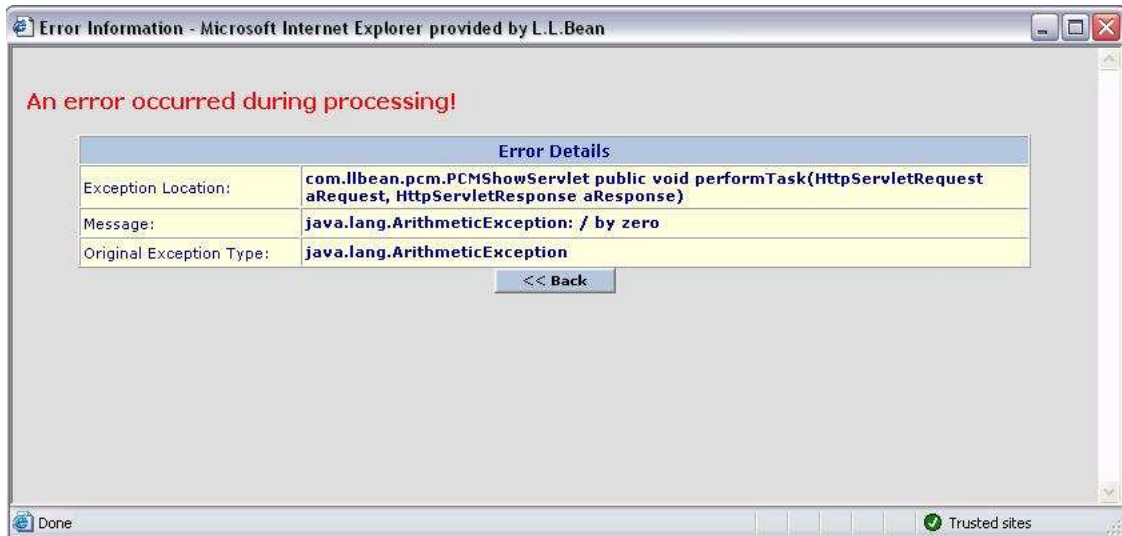 Error Information - Microsoft Internet Explorer provided by L.L.Bean
An error occurred during processing!
Error Details
Exception Location:
com.llbean.pcm.PCMShowServlet public void performTask(HttpServletRequest
aRequest, HttpServletResponse aResponse)
Message:
java.lang.ArithmeticException: / by zero
Original Exception Type:
java.lang.ArithmeticException
<< Back
Done
Trusted sites